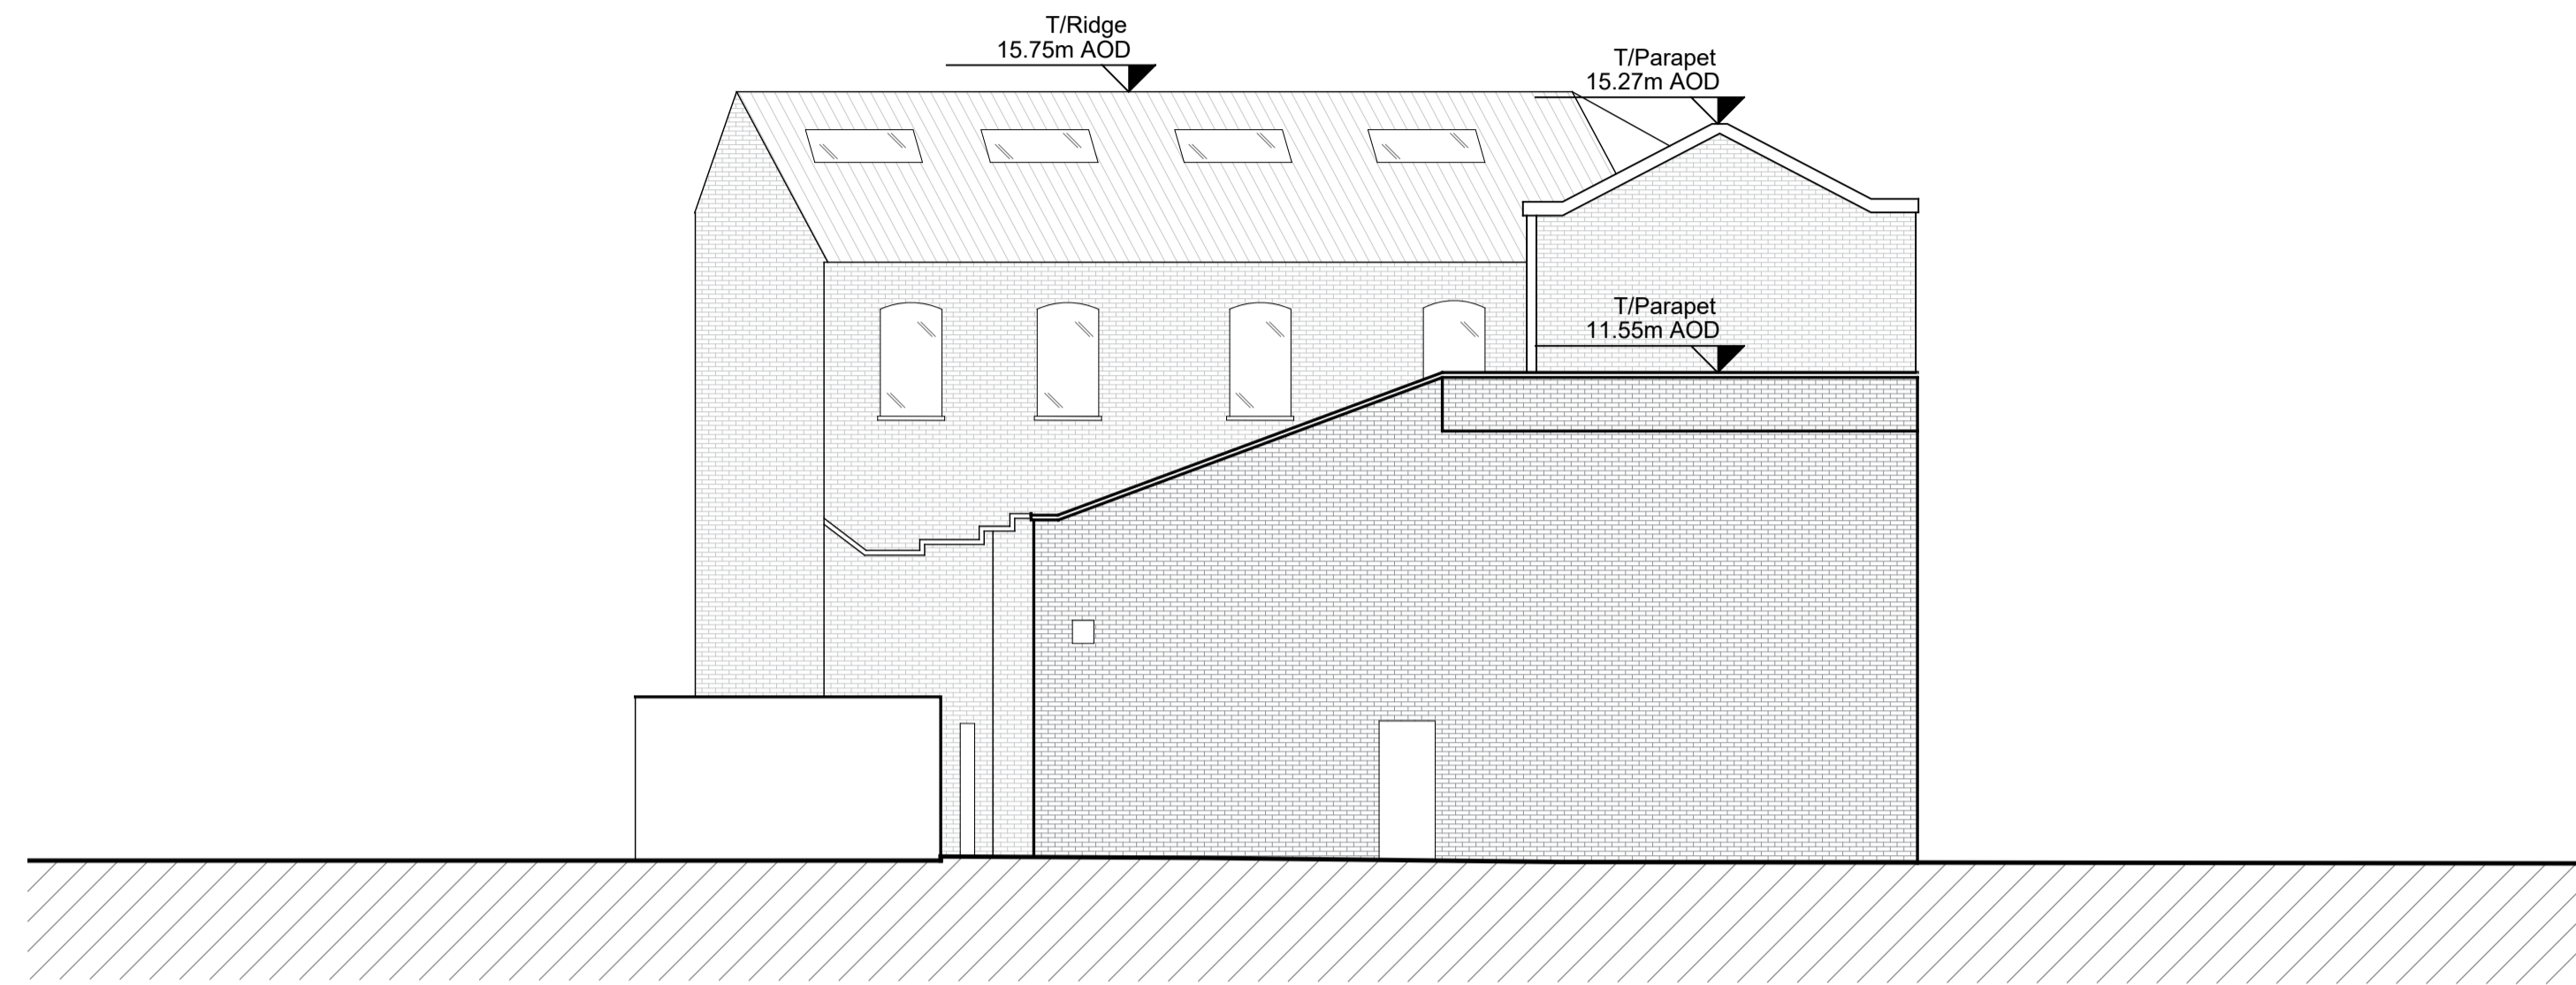 T/Ridge
15.75m AOD
T/Parapet
15.27m AOD
T/Parapet
11.55m AOD